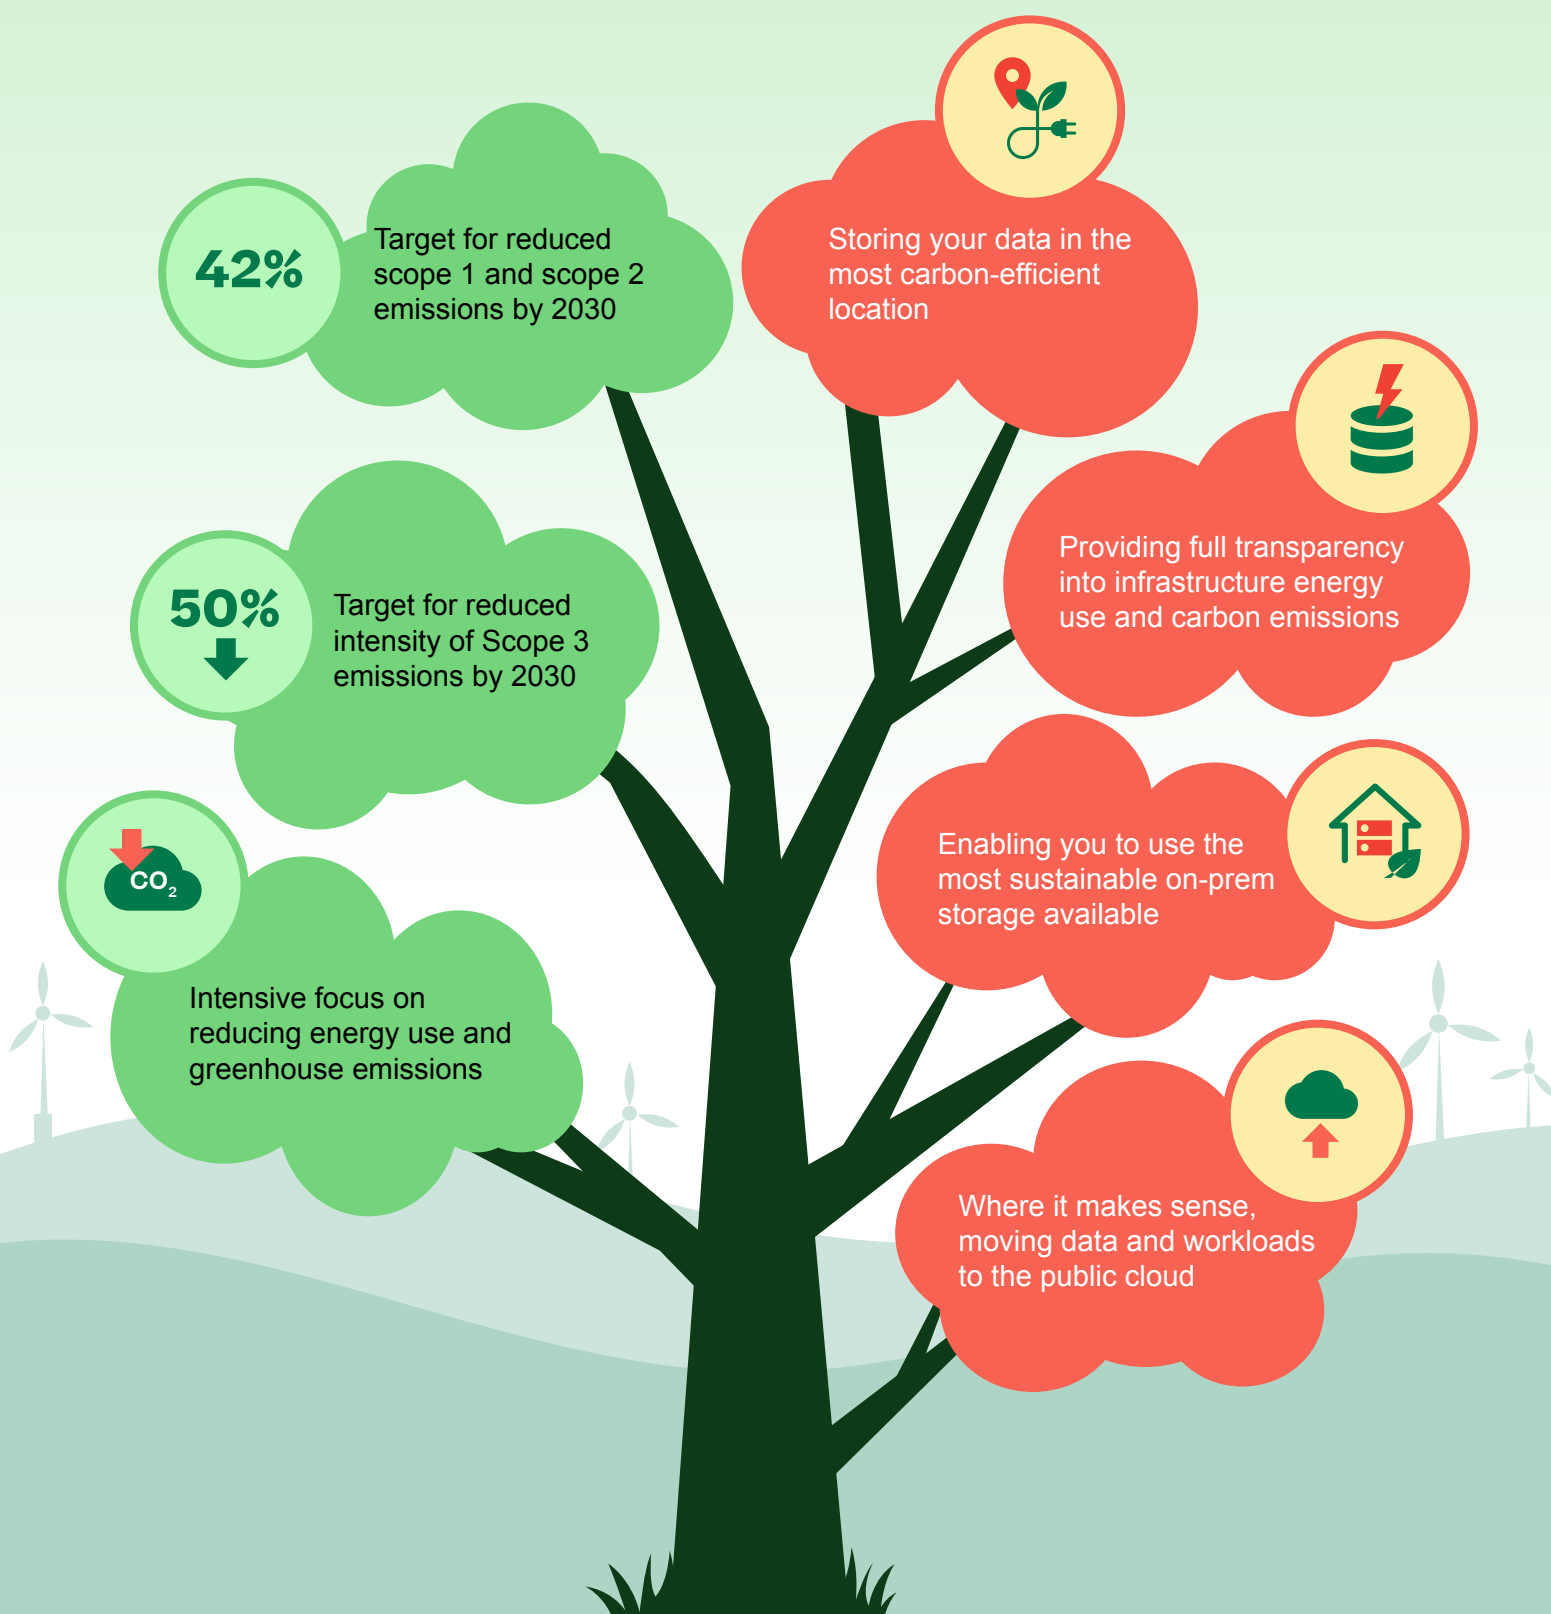 42%
Target for reduced
scope 1 and scope 2
emissions by 2030
50%
Target for reduced
intensity of Scope 3
emissions by 2030
CO2
Intensive focus on
reducing energy use and
greenhouse emissions
Storing your data in the
most carbon-efficient
location
Providing full transparency
into infrastructure energy
use and carbon emissions
Enabling you to use the
most sustainable on-prem
storage available
Where it makes sense,
moving data and workloads
to the public cloud